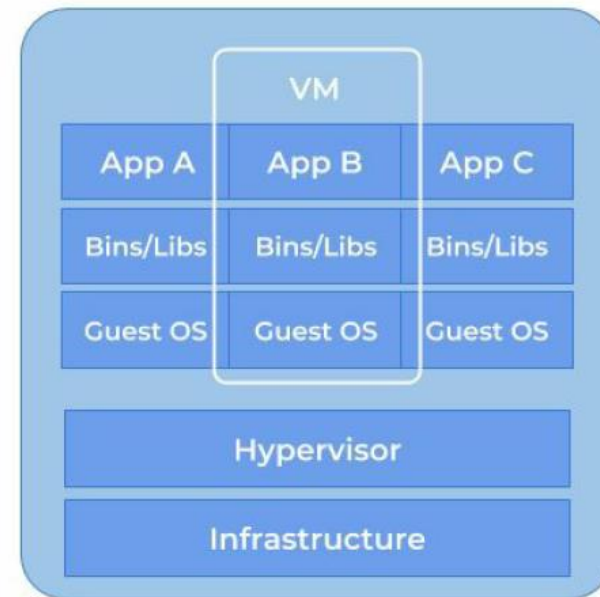 VM
App A App B App C
Bins/Libs Bins/Libs Bins/Libs
Guest OS Guest OS Guest OS
Hypervisor
Infrastructure